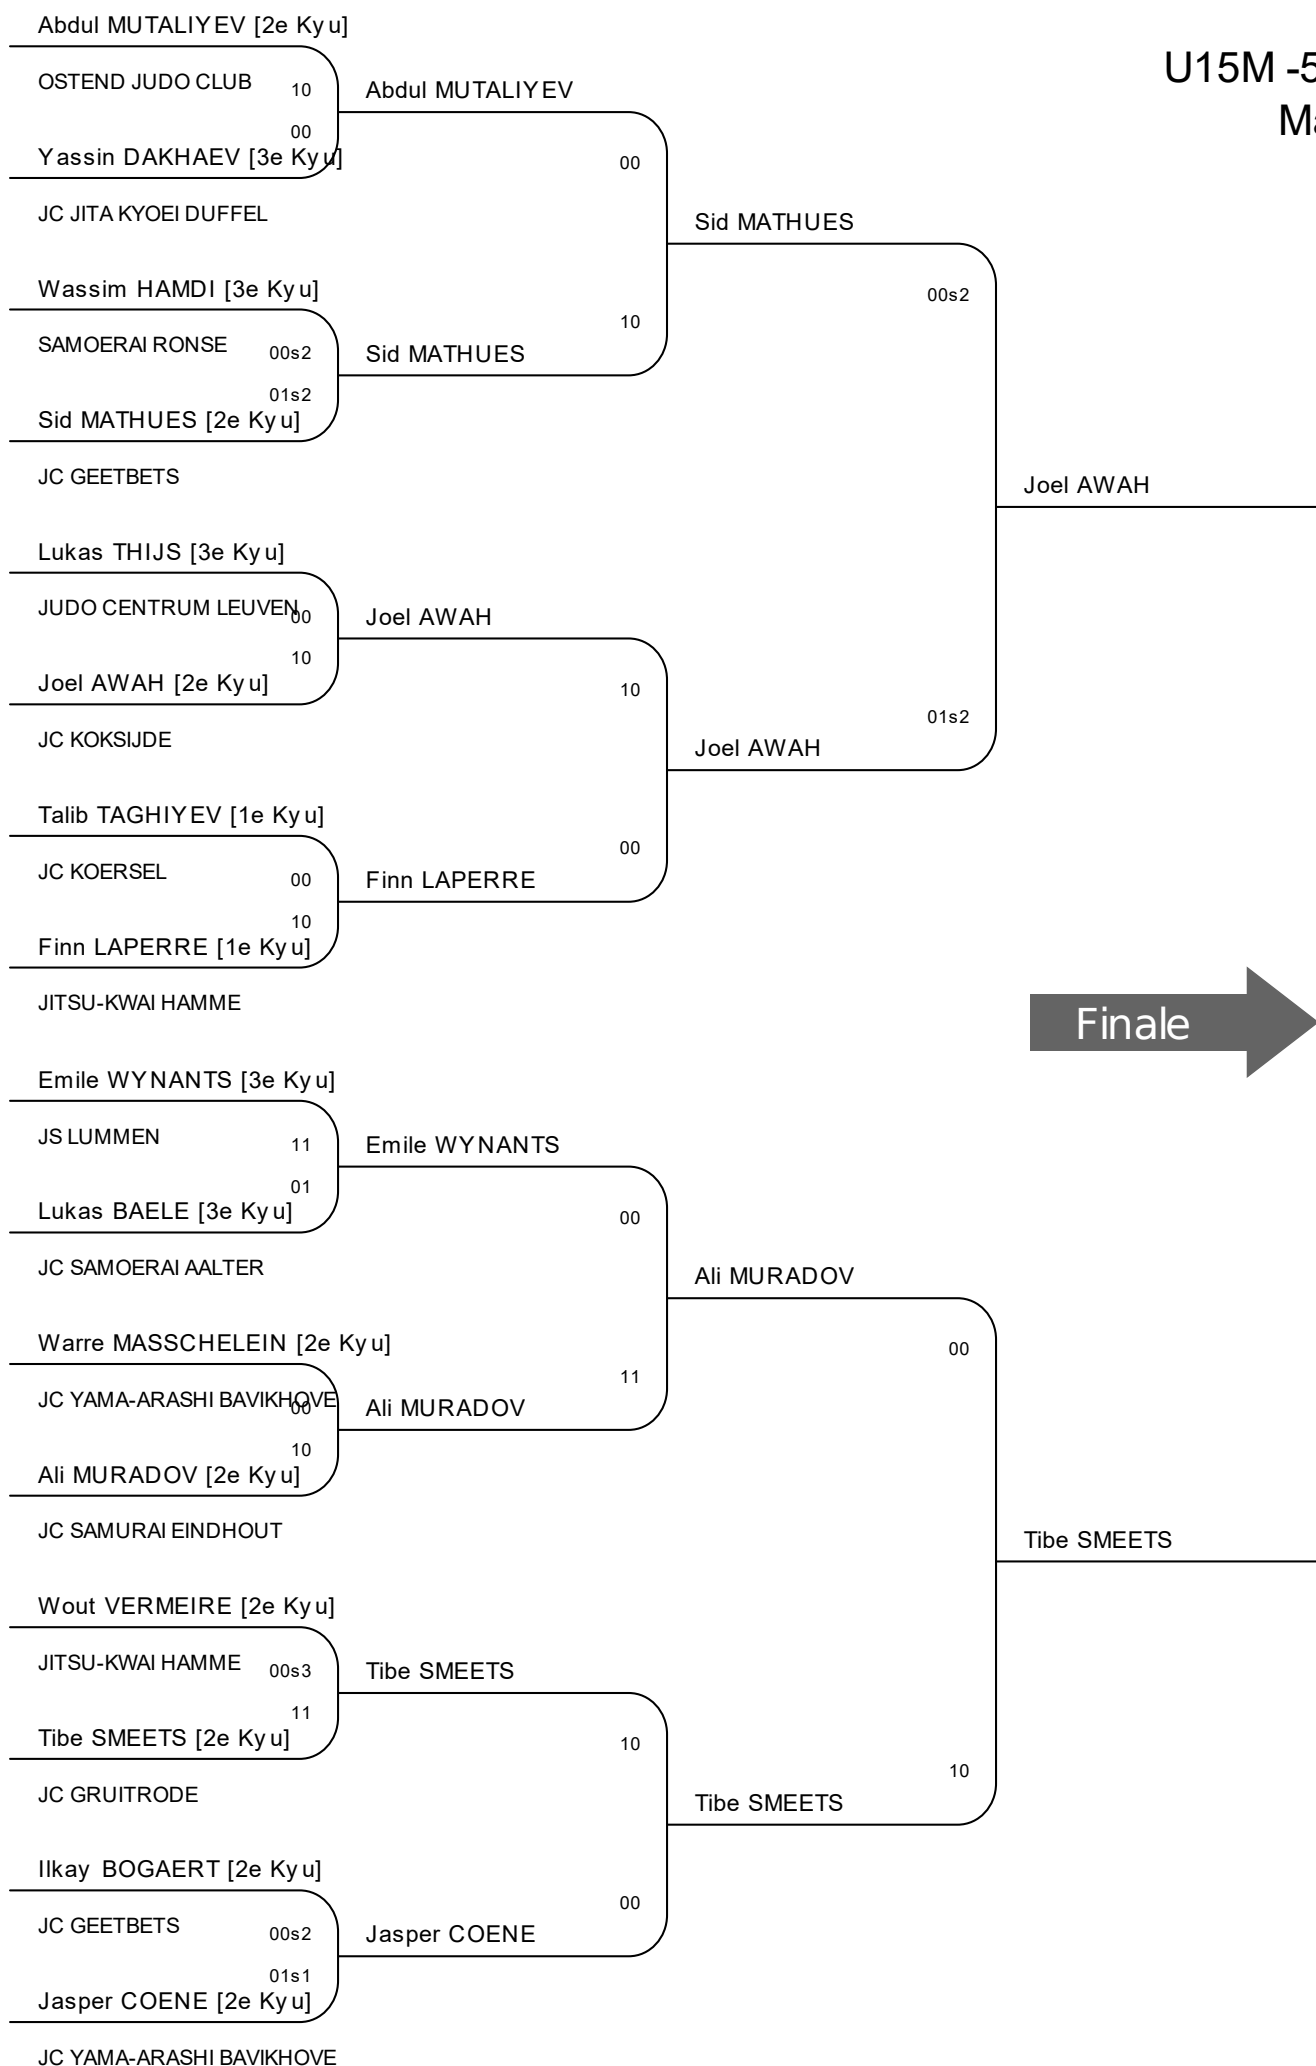 Abdul MUTALIYEV [2e Kyu]
U15M -5
OSTEND JUDO CLUB 10
Abdul MUTALIYEV
Ma
00
Yassin DAKHAEV [3e Kyu]
00
JC JITA KYOEI DUFFEL
Sid MATHUES
Wassim HAMDI [3e Kyu]
00s2
10
SAMOERAI RONSE 00s2
Sid MATHUES
01s2
Sid MATHUES [2e Kyu]
JC GEETBETS
Joel AWAH
Lukas THIJS [3e Kyu]
JUDO CENTRUM LEUVEN 00
Joel AWAH
10
Joel AWAH [2e Kyu]
10
01s2
JC KOKSIJDE
Joel AWAH
Talib TAGHIYEV [1e Kyu]
00
JC KOERSEL 00
Finn LAPERRE
10
Finn LAPERRE [1e Kyu]
JITSU-KWAI HAMME
Finale
Emile WYNANTS [3e Kyu]
JS LUMMEN 11
Emile WYNANTS
01
Lukas BAELE [3e Kyu]
00
JC SAMOERAI AALTER
Ali MURADOV
Warre MASSCHELEIN [2e Kyu]
00
11
JC YAMA-ARASHI BAVIKHOVE 00
Ali MURADOV
10
Ali MURADOV [2e Kyu]
JC SAMURAI EINDHOUT
Tibe SMEETS
Wout VERMEIRE [2e Kyu]
JITSU-KWAI HAMME 00s3
Tibe SMEETS
11
Tibe SMEETS [2e Kyu]
10
10
JC GRUITRODE
Tibe SMEETS
Ilkay BOGAERT [2e Kyu]
00
JC GEETBETS 00s2
Jasper COENE
01s1
Jasper COENE [2e Kyu]
JC YAMA-ARASHI BAVIKHOVE